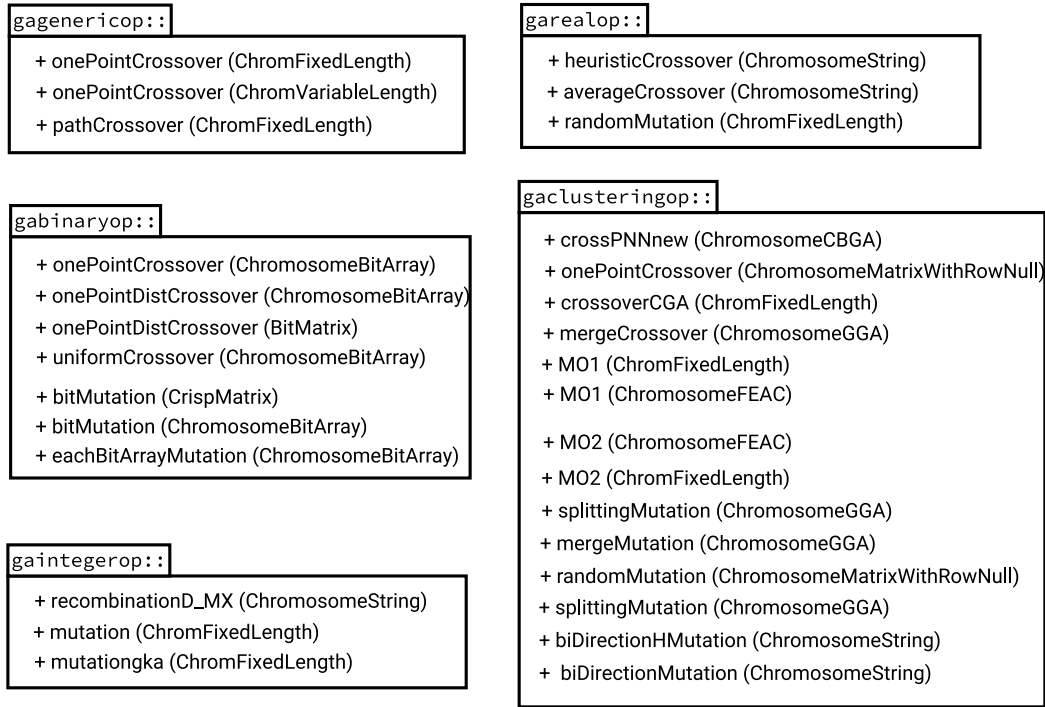 gagenericop::
+ onePointCrossover (ChromFixedLength)
+ onePointCrossover (ChromVariableLength)
+ pathCrossover (ChromFixedLength)
garealop::
+ heuristicCrossover (ChromosomeString)
+ averageCrossover (ChromosomeString)
+ randomMutation (ChromFixedLength)
gabinaryop::
+ onePointCrossover (ChromosomeBitArray)
+ onePointDistCrossover (ChromosomeBitArray)
+ onePointDistCrossover (BitMatrix)
+ uniformCrossover (ChromosomeBitArray)
+ bitMutation (CrispMatrix)
+ bitMutation (ChromosomeBitArray)
+ eachBitArrayMutation (ChromosomeBitArray)
gaclusteringop::
+ crossPNNnew (ChromosomeCBGA)
+ onePointCrossover (ChromosomeMatrixWithRowNull)
+ crossoverCGA (ChromFixedLength)
+ mergeCrossover (ChromosomeGGA)
+ MO1 (ChromFixedLength)
+ MO1 (ChromosomeFEAC)
+ MO2 (ChromosomeFEAC)
+ MO2 (ChromFixedLength)
+ splittingMutation (ChromosomeGGA)
+ mergeMutation (ChromosomeGGA)
+ randomMutation (ChromosomeMatrixWithRowNull)
+ splittingMutation (ChromosomeGGA)
+ biDirectionHMutation (ChromosomeString)
+ biDirectionMutation (ChromosomeString)
gaintegerop::
+ recombinationD_MX (ChromosomeString)
+ mutation (ChromFixedLength)
+ mutationgka (ChromFixedLength)